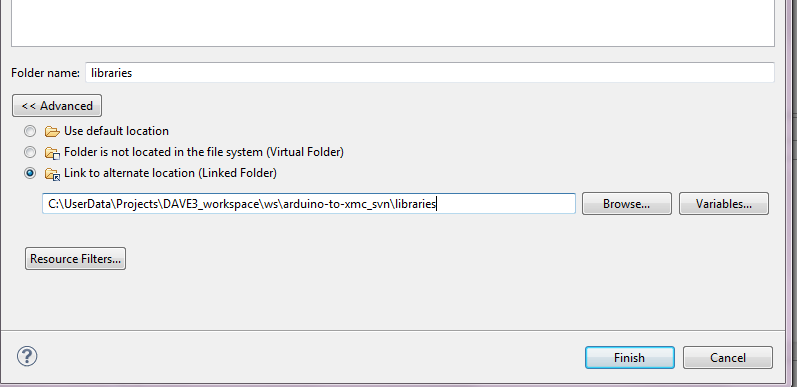 Folder name: libraries
<< Advanced
Use default location
Folder is not located in the file system (Virtual Folder)
Link to alternate location (Linked Folder)
C:\UserData\Projects\DAVE3_workspace\ws\arduino-to-xmc_svn\libraries Browse... Variables...
Resource Filters...
? Finish Cancel